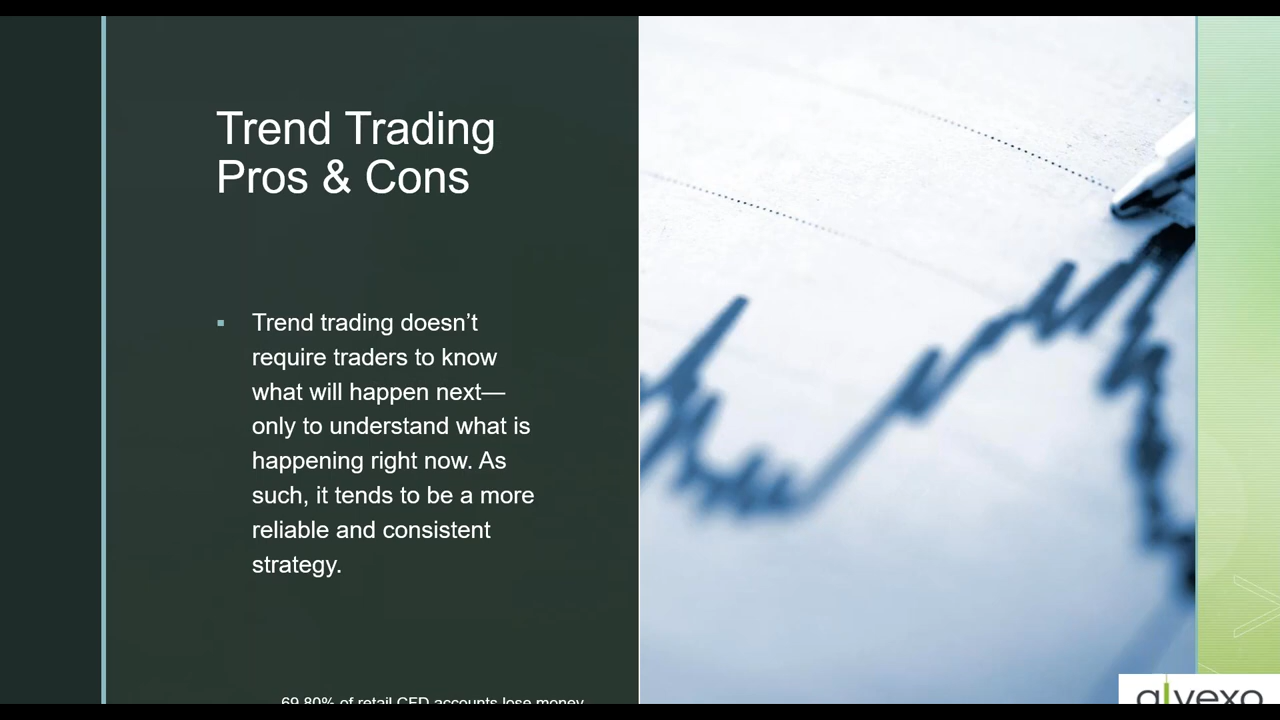 Trend Trading
Pros & Cons
Trend trading doesn’t
require traders to know
what will happen next—
only to understand what is
happening right now. As
such, it tends to be a more
reliable and consistent
strategy.
69.80% of retail CFD accounts lose money
alvexo